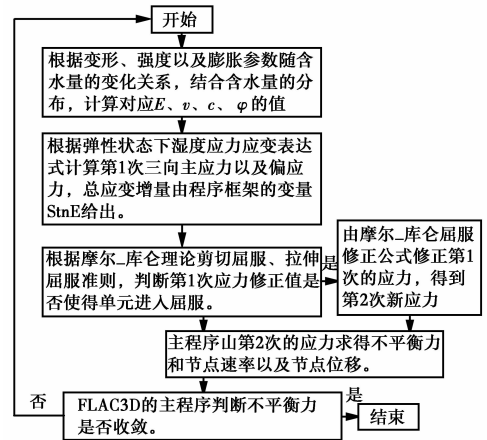 开始
根据变形、强度以及膨胀参数随含
水量的变化关系，结合含水量的分
布，计算对应E、v、c、φ的值
根据弹性状态下湿度应力应变表达
式计算第1次三向主应力以及偏应
力，总应变增量由程序框架的变量
StnE给出。
根据摩尔_库仑理论剪切屈服、拉伸
屈服准则，判断第1次应力修正值是
否使得单元进入屈服。
是
由摩尔_库仑屈服
修正公式修正第1
次的应力，得到
第2次新应力
主程序山第2次的应力求得不平衡力
和节点速率以及节点位移。
否
FLAC3D的主程序判断不平衡力
是否收敛。
是
结束